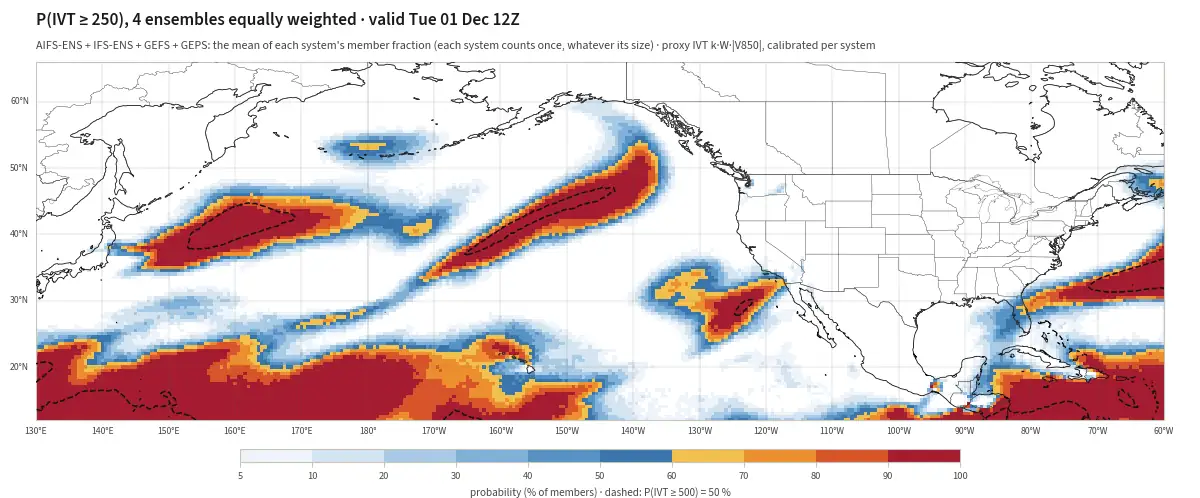 P(IVT ≥ 250), 4 ensembles equally weighted · valid Tue 01 Dec 12Z
AIFS-ENS + IFS-ENS + GEFS + GEPS: the mean of each system's member fraction (each system counts once, whatever its size) · proxy IVT k·W·|V850|, calibrated per system
60°N
50°N
40°N
30°N
20°N
130°E 140°E 150°E 160°E 170°E 180° 170°W 160°W 150°W 140°W 130°W 120°W 110°W 100°W 90°W 80°W 70°W 60°W
5 10 20 30 40 50 60 70 80 90 100
probability (% of members) · dashed: P(IVT ≥ 500) = 50 %